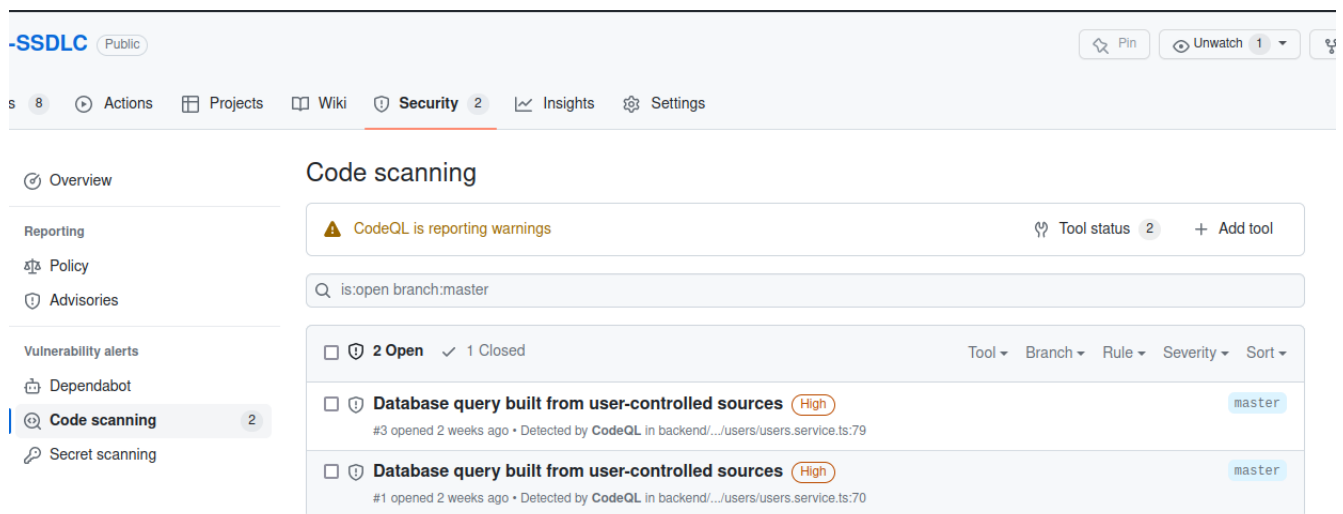 -SSDLC Public Pin Unwatch 1
s 8 Actions Projects Wiki Security 2 Insights Settings
Overview
Reporting
Policy
Advisories
Vulnerability alerts
Dependabot
Code scanning 2
Secret scanning
Code scanning
CodeQL is reporting warnings Tool status 2 + Add tool
is:open branch:master
2 Open 1 Closed Tool Branch Rule Severity Sort
Database query built from user-controlled sources High master
#3 opened 2 weeks ago • Detected by CodeQL in backend/.../users/users.service.ts:79
Database query built from user-controlled sources High master
#1 opened 2 weeks ago • Detected by CodeQL in backend/.../users/users.service.ts:70